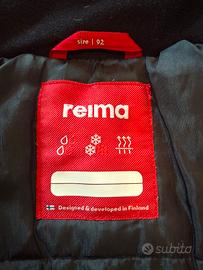 size | 92
reima
Designed & developed in Finland
subito